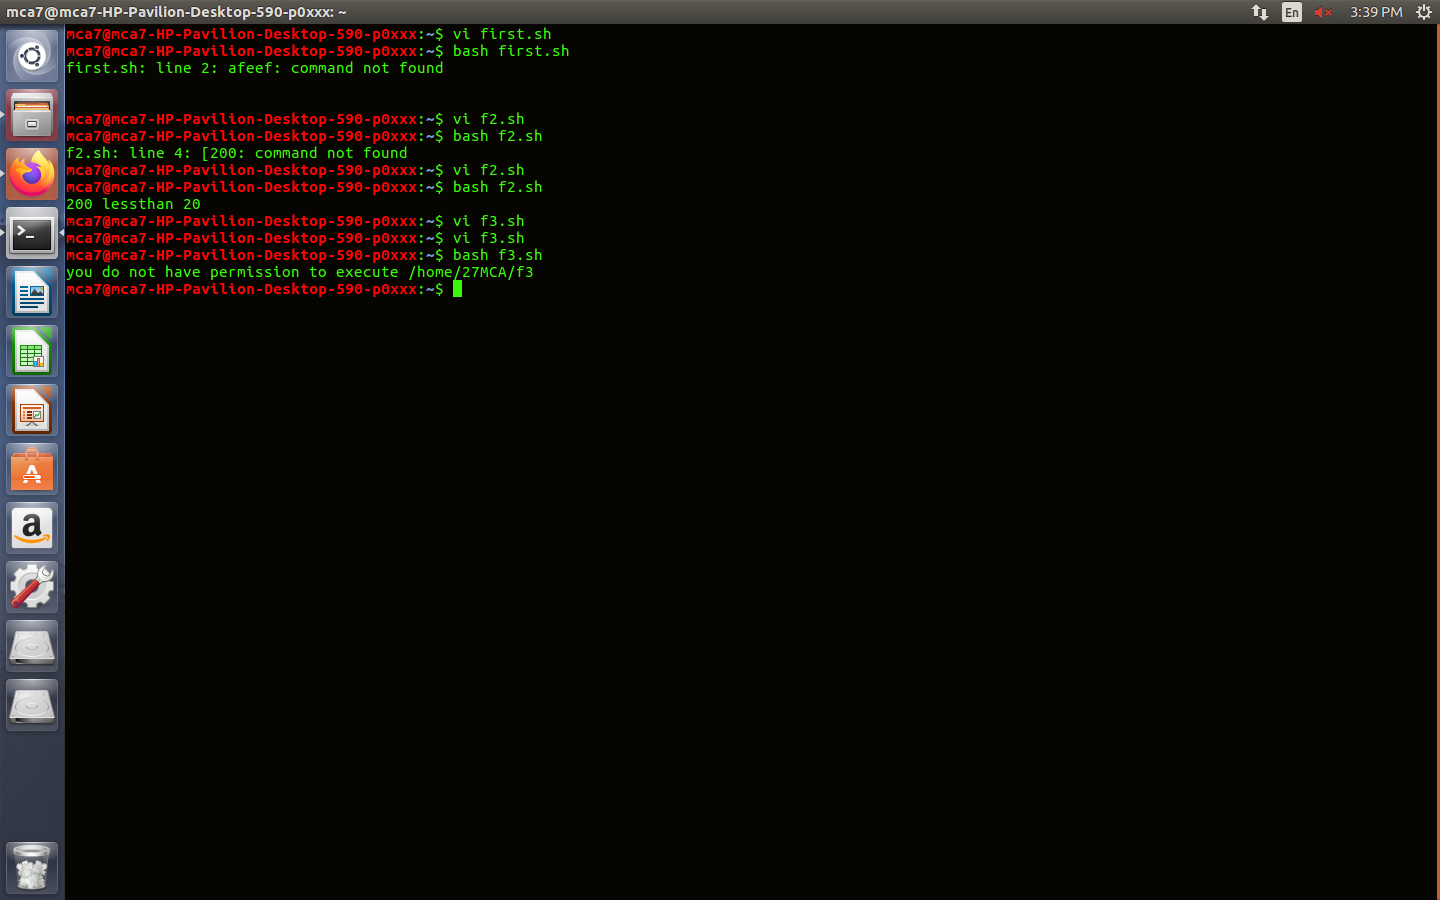 mca7@mca7-HP-Pavilion-Desktop-590-p0xxx: ~
En
3:39 PM
mca7@mca7-HP-Pavilion-Desktop-590-p0xxx:~$ vi first.sh
mca7@mca7-HP-Pavilion-Desktop-590-p0xxx:~$ bash first.sh
first.sh: line 2: afeef: command not found
mca7@mca7-HP-Pavilion-Desktop-590-p0xxx:~$ vi f2.sh
mca7@mca7-HP-Pavilion-Desktop-590-p0xxx:~$ bash f2.sh
f2.sh: line 4: [200: command not found
mca7@mca7-HP-Pavilion-Desktop-590-p0xxx:~$ vi f2.sh
mca7@mca7-HP-Pavilion-Desktop-590-p0xxx:~$ bash f2.sh
200 lessthan 20
mca7@mca7-HP-Pavilion-Desktop-590-p0xxx:~$ vi f3.sh
mca7@mca7-HP-Pavilion-Desktop-590-p0xxx:~$ vi f3.sh
mca7@mca7-HP-Pavilion-Desktop-590-p0xxx:~$ bash f3.sh
you do not have permission to execute /home/27MCA/f3
mca7@mca7-HP-Pavilion-Desktop-590-p0xxx:~$